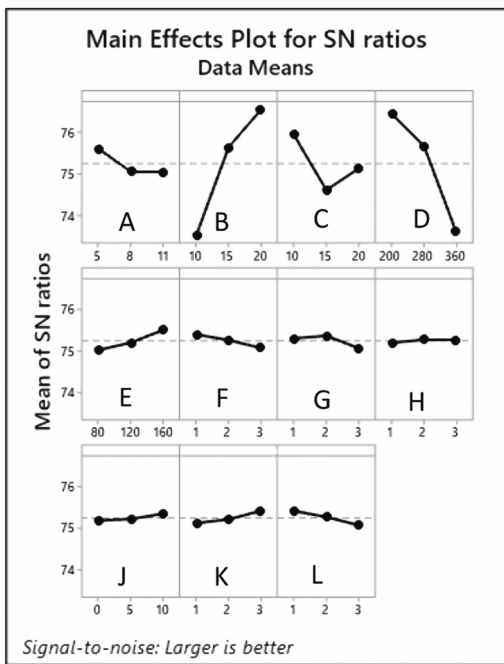 Main Effects Plot for SN ratios
Data Means
Mean of SN ratios
76
75
74
A B C D
5 8 11 10 15 20 10 15 20 200 280 360
76
75
74
E F G H
80 120 160 1 2 3 1 2 3 1 2 3
76
75
74
J K L
0 5 10 1 2 3 1 2 3
Signal-to-noise: Larger is better